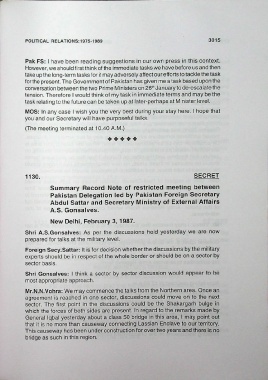 POLITICAL RELATIONS:1975-1989 3015
Pak FS: I have been reading suggestions in our own press in this context.
However, we should first think of the immediate tasks we have before us and then
take up the long-term tasks for it may adversely affect our efforts to tackle the task
for the present. The Government of Pakistan has given me a task based upon the
conversation between the two Prime Ministers on 26th January to de-escalate the
tension. Therefore I would think of my task in immediate terms and may be the
task relating to the future can be taken up at later-perhaps at Minister level.
MOS: In any case I wish you the very best during your stay here. I hope that
you and our Secretary will have purposeful talks.
(The meeting terminated at 10.40 A.M.)
♦ ♦ ♦ ♦ ♦
1130. SECRET
Summary Record Note of restricted meeting between
Pakistan Delegation led by Pakistan Foreign Secretary
Abdul Sattar and Secretary Ministry of External Affairs
A.S. Gonsalves.
New Delhi, February 3, 1987.
Shri A.S.Gonsalves: As per the discussions held yesterday we are now
prepared for talks at the military level.
Foreign Secy.Sattar: It is for decision whether the discussions by the military
experts should be in respect of the whole border or should be on a sector by
sector basis.
Shri Gonsalves: I think a sector by sector discussion would appear to be
most appropriate approach.
Mr.N.N.Vohra: We may commence the talks from the Northern area. Once an
agreement is reached in one sector, discussions could move on to the next
sector. The first point in the discussions could be the Shakargarh bulge in
which the forces of both sides are present. In regard to the remarks made by
General Iqbal yesterday about a class 50 bridge in this area, I may point out
that it is no more than causeway connecting Lassian Enclave to our territory.
This causeway has been under construction for over two years and there is no
bridge as such in this region.